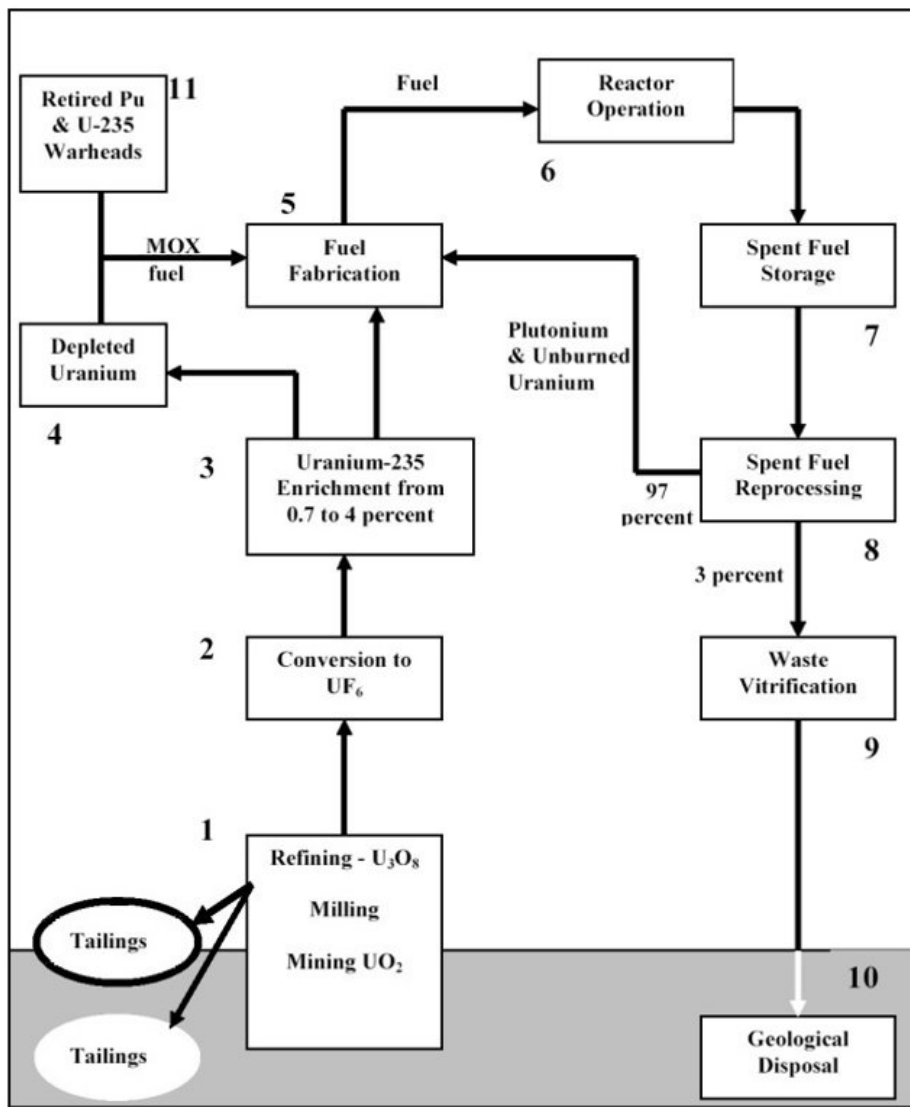 11
Retired Pu
& U-235
Warheads
Fuel
Reactor
Operation
6
5
MOX
fuel
Fuel
Fabrication
Spent Fuel
Storage
7
Depleted
Uranium
4
Plutonium
& Unburned
Uranium
3
Uranium-235
Enrichment from
0.7 to 4 percent
Spent Fuel
Reprocessing
97
percent
8
3 percent
2
Conversion to
UF₆
Waste
Vitrification
9
1
Refining - U₃O₈
Milling
Mining UO₂
Tailings
10
Tailings
Geological
Disposal